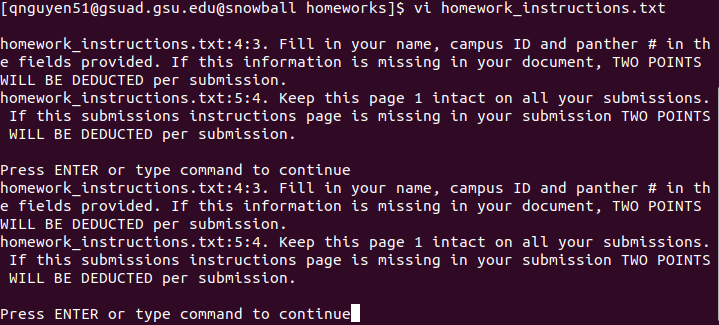 [qnguyen51@gsuad.gsu.edu@snowball homeworks]$ vi homework_instructions.txt
homework_instructions.txt:4:3. Fill in your name, campus ID and panther # in th
e fields provided. If this information is missing in your document, TWO POINTS
WILL BE DEDUCTED per submission.
homework_instructions.txt:5:4. Keep this page 1 intact on all your submissions.
 If this submissions instructions page is missing in your submission TWO POINTS
 WILL BE DEDUCTED per submission.
Press ENTER or type command to continue
homework_instructions.txt:4:3. Fill in your name, campus ID and panther # in th
e fields provided. If this information is missing in your document, TWO POINTS
WILL BE DEDUCTED per submission.
homework_instructions.txt:5:4. Keep this page 1 intact on all your submissions.
 If this submissions instructions page is missing in your submission TWO POINTS
 WILL BE DEDUCTED per submission.
Press ENTER or type command to continue